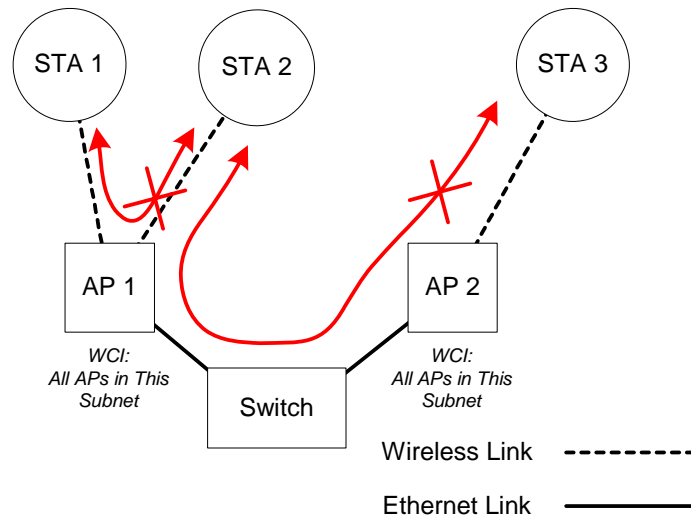 STA 1
STA 2
STA 3
AP 1
AP 2
WCI:
All APs in This
Subnet
WCI:
All APs in This
Subnet
Switch
Wireless Link
Ethernet Link